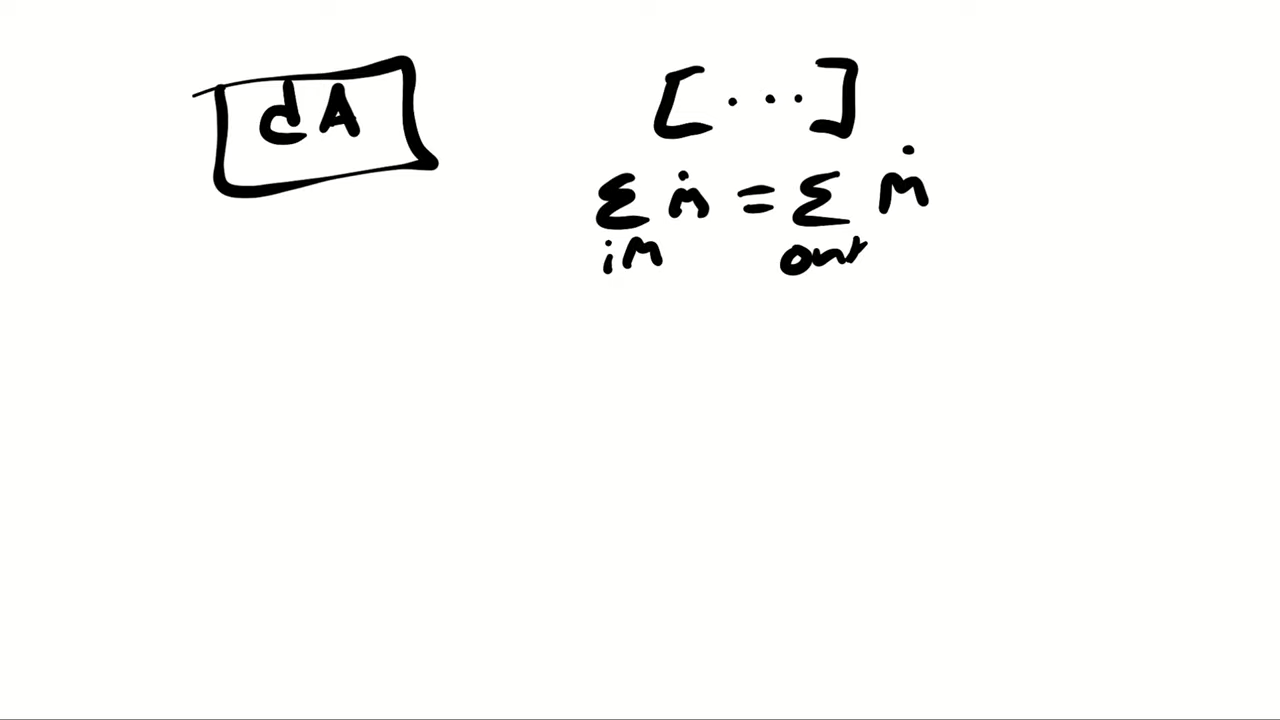 dA
[...]
Σ ṁ = Σ ṁ
in out